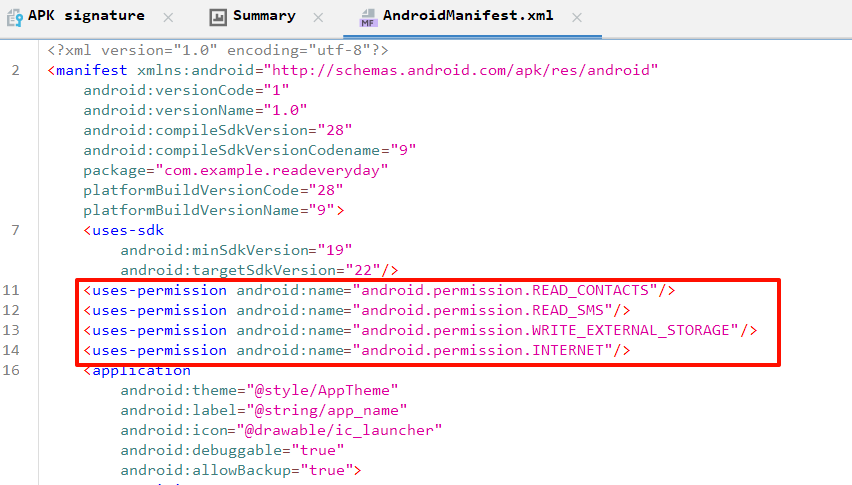 APK signature
Summary
AndroidManifest.xml
<?xml version="1.0" encoding="utf-8"?>
2 <manifest xmlns:android="http://schemas.android.com/apk/res/android"
android:versionCode="1"
android:versionName="1.0"
android:compileSdkVersion="28"
android:compileSdkVersionCodename="9"
package="com.example.readeveryday"
platformBuildVersionCode="28"
platformBuildVersionName="9">
7 <uses-sdk
android:minSdkVersion="19"
android:targetSdkVersion="22"/>
11 <uses-permission android:name="android.permission.READ_CONTACTS"/>
12 <uses-permission android:name="android.permission.READ_SMS"/>
13 <uses-permission android:name="android.permission.WRITE_EXTERNAL_STORAGE"/>
14 <uses-permission android:name="android.permission.INTERNET"/>
16 <application
android:theme="@style/AppTheme"
android:label="@string/app_name"
android:icon="@drawable/ic_launcher"
android:debuggable="true"
android:allowBackup="true">